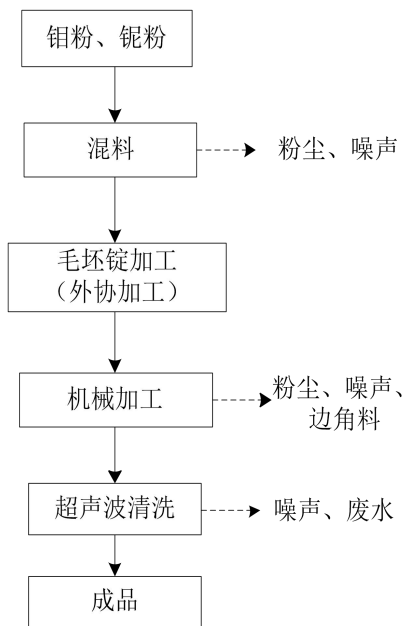 钼粉、铌粉
混料
粉尘、噪声
毛坯锭加工
（外协加工）
机械加工
粉尘、噪声、
边角料
超声波清洗
噪声、废水
成品